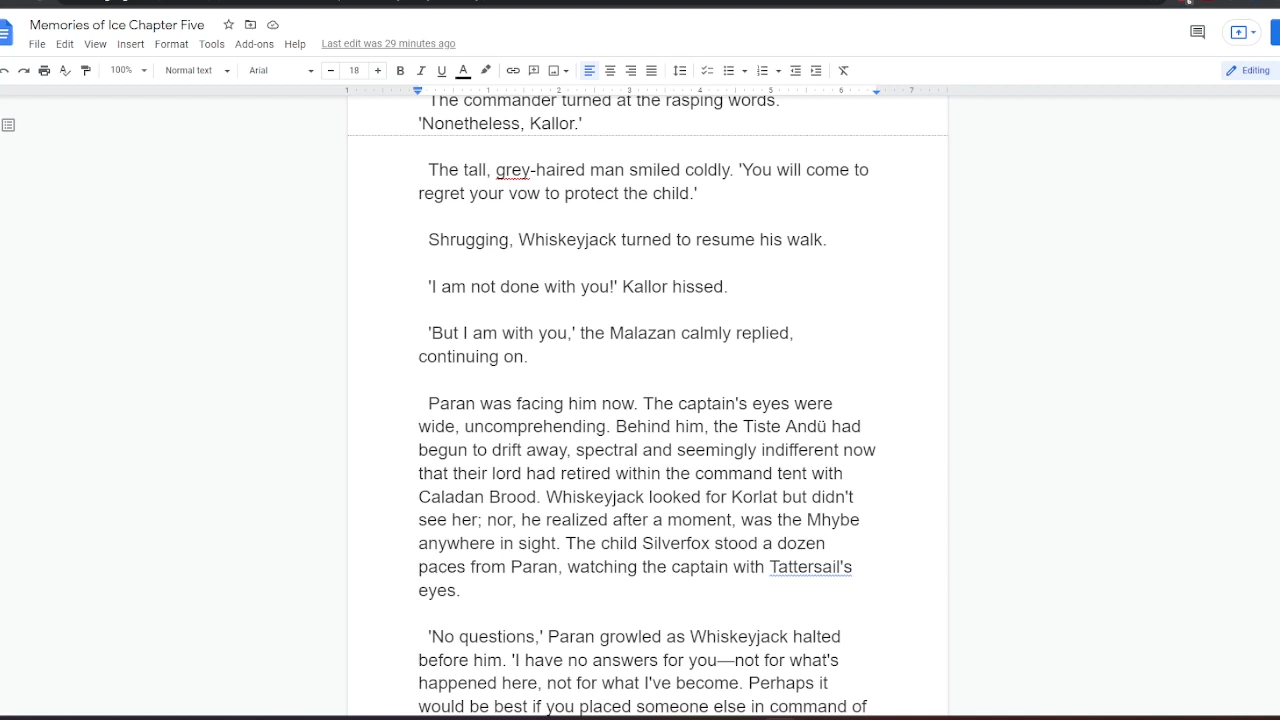 Memories of Ice Chapter Five
File Edit View Insert Format Tools Add-ons Help Last edit was 29 minutes ago
100% Normal text Arial 18 B I U A Editing
1 1 2 3 4 5 6 7
The commander turned at the rasping words.
'Nonetheless, Kallor.'
The tall, grey-haired man smiled coldly. 'You will come to
regret your vow to protect the child.'
Shrugging, Whiskeyjack turned to resume his walk.
'I am not done with you!' Kallor hissed.
'But I am with you,' the Malazan calmly replied,
continuing on.
Paran was facing him now. The captain's eyes were
wide, uncomprehending. Behind him, the Tiste Andü had
begun to drift away, spectral and seemingly indifferent now
that their lord had retired within the command tent with
Caladan Brood. Whiskeyjack looked for Korlat but didn't
see her; nor, he realized after a moment, was the Mhybe
anywhere in sight. The child Silverfox stood a dozen
paces from Paran, watching the captain with Tattersail's
eyes.
'No questions,' Paran growled as Whiskeyjack halted
before him. 'I have no answers for you—not for what's
happened here, not for what I've become. Perhaps it
would be best if you placed someone else in command of